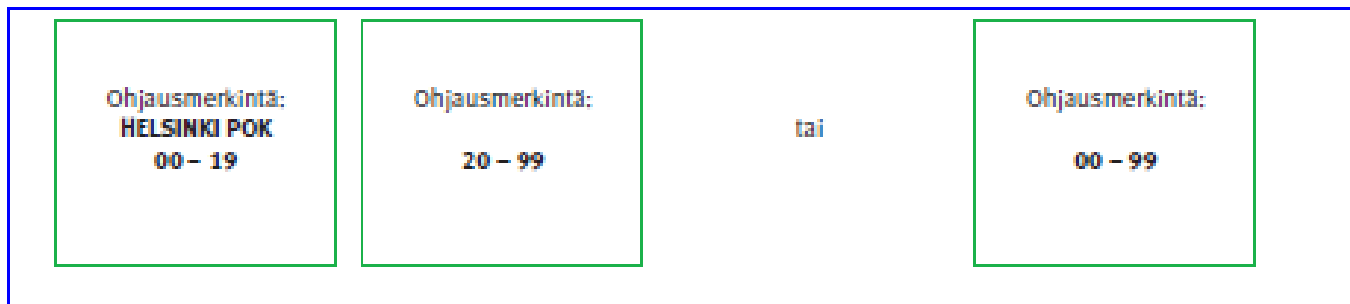 Ohjausmerkintä:
HELSINKI POK
00 – 19
Ohjausmerkintä:
20 – 99
tai
Ohjausmerkintä:
00 – 99